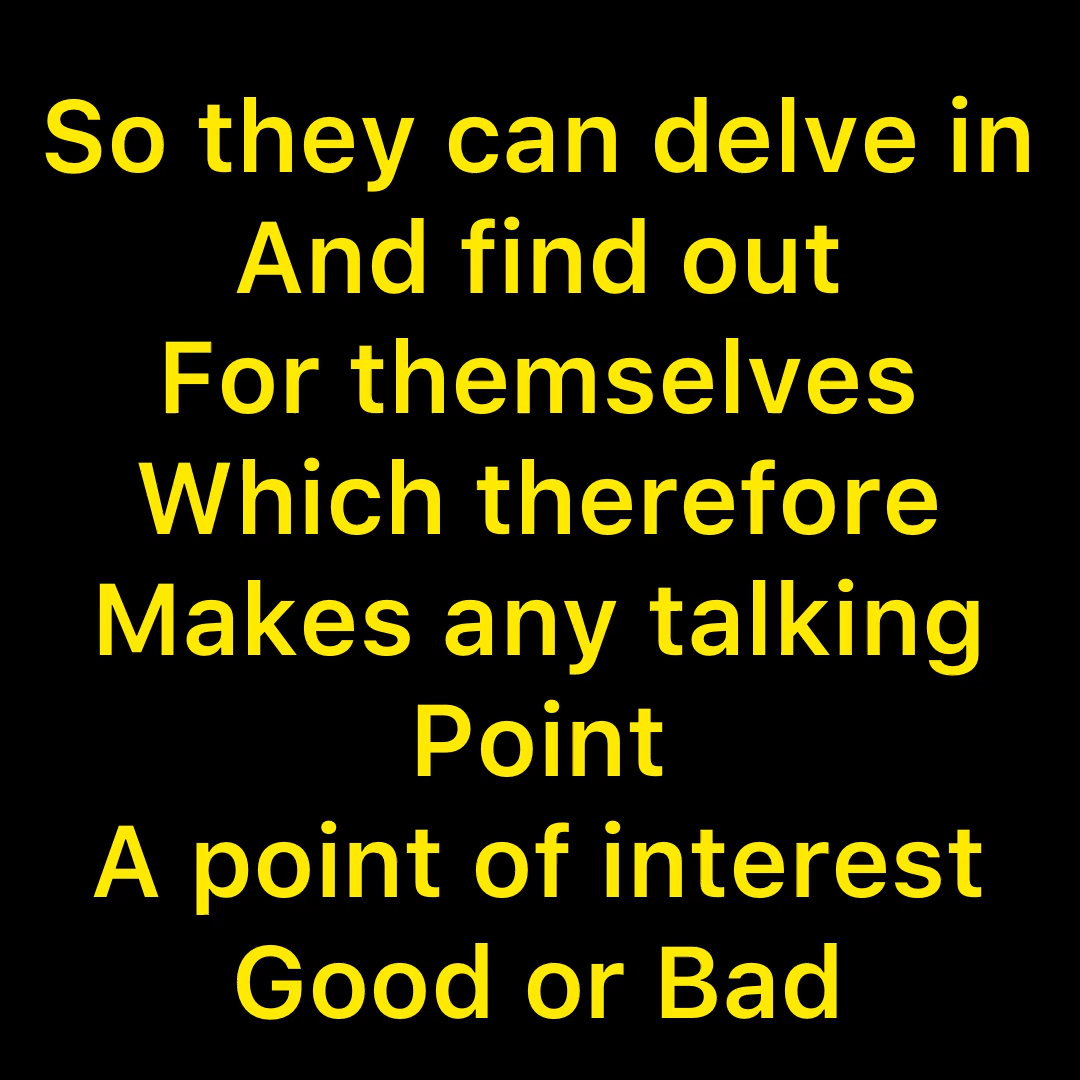 So they can delve in
And find out
For themselves
Which therefore
Makes any talking
Point
A point of interest
Good or Bad